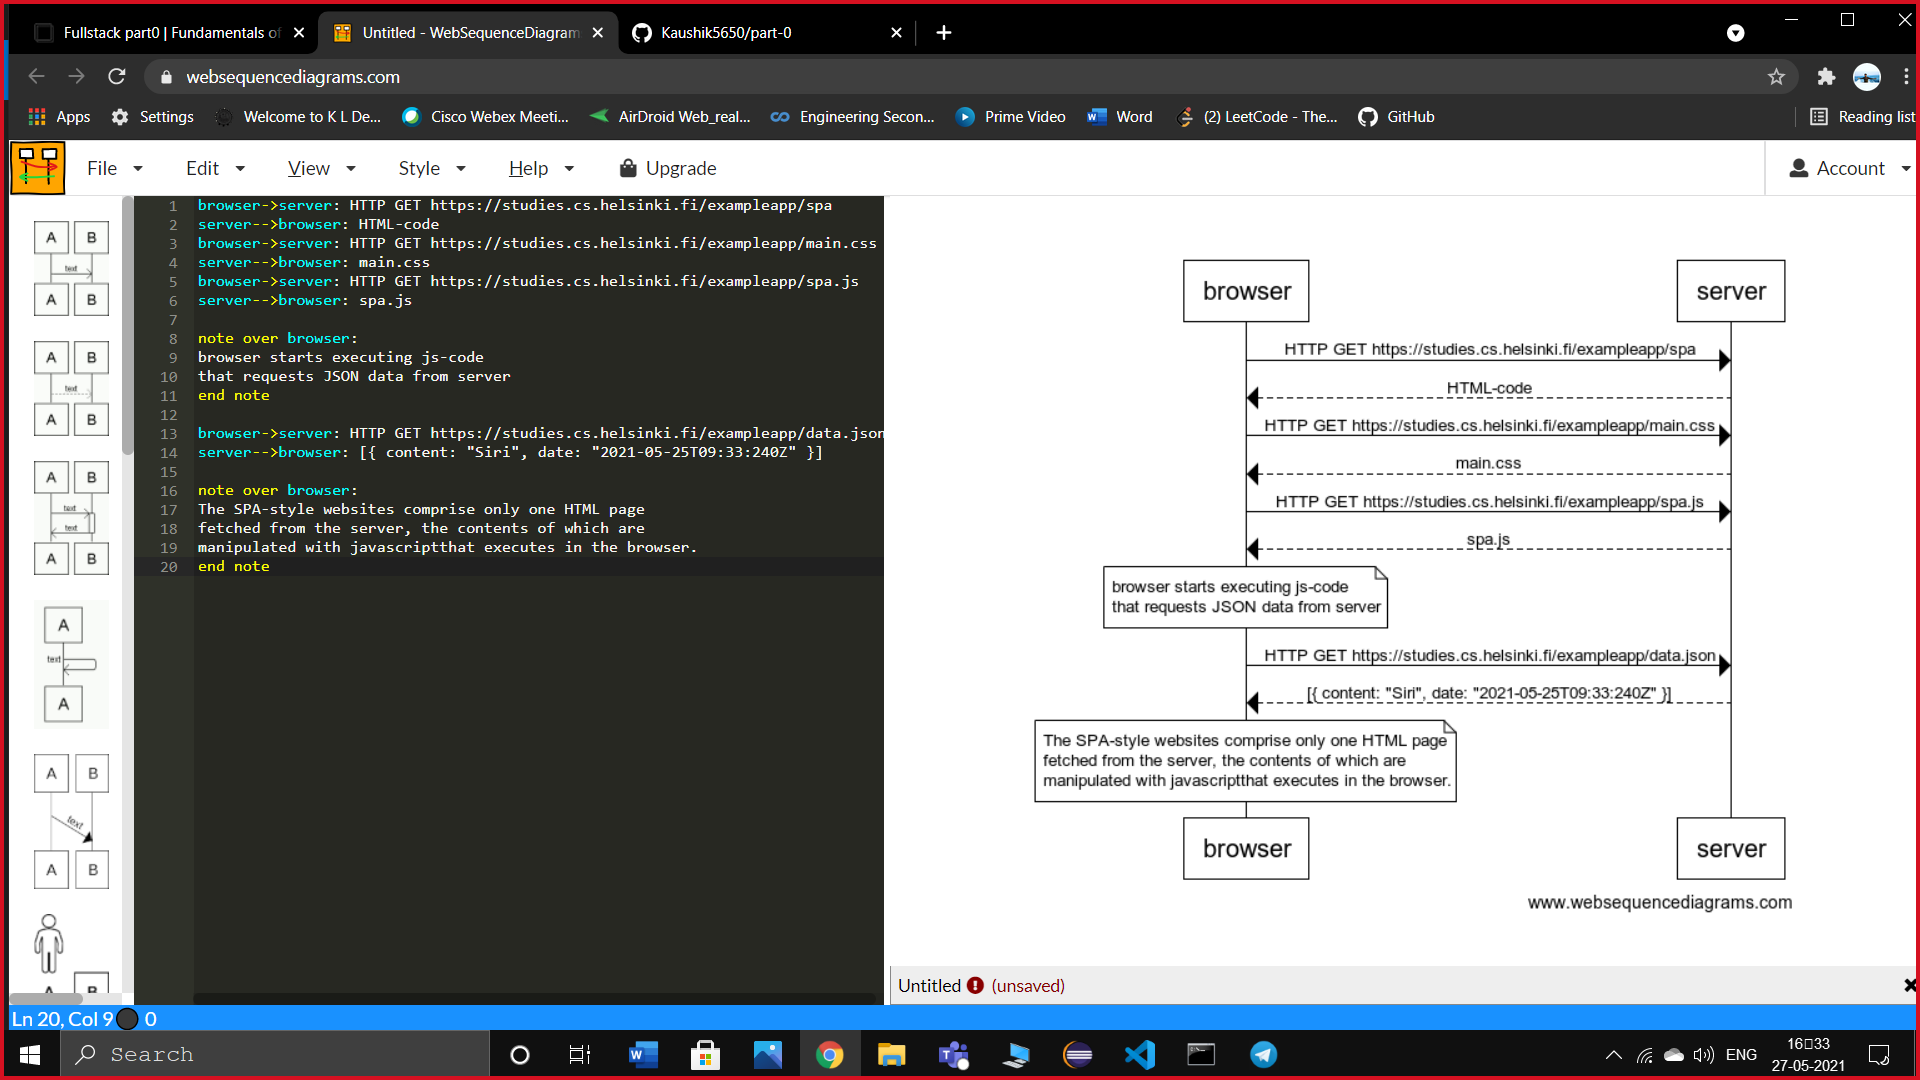 Fullstack part0 | Fundamentals of
Untitled - WebSequenceDiagram
Kaushik5650/part-0
websequencediagrams.com
Apps
Settings
Welcome to K L De...
Cisco Webex Meeti...
AirDroid Web_real...
Engineering Secon...
Prime Video
Word
(2) LeetCode - The...
GitHub
Reading list
File
Edit
View
Style
Help
Upgrade
Account
A B
text
A B
A B
text
A B
A B
text
text
A B
A
text
A
A B
text
A B
A B
1 browser->server: HTTP GET https://studies.cs.helsinki.fi/exampleapp/spa
2 server-->browser: HTML-code
3 browser->server: HTTP GET https://studies.cs.helsinki.fi/exampleapp/main.css
4 server-->browser: main.css
5 browser->server: HTTP GET https://studies.cs.helsinki.fi/exampleapp/spa.js
6 server-->browser: spa.js
7
8 note over browser:
9 browser starts executing js-code
10 that requests JSON data from server
11 end note
12
13 browser->server: HTTP GET https://studies.cs.helsinki.fi/exampleapp/data.json
14 server-->browser: [{ content: "Siri", date: "2021-05-25T09:33:240Z" }]
15
16 note over browser:
17 The SPA-style websites comprise only one HTML page
18 fetched from the server, the contents of which are
19 manipulated with javascriptthat executes in the browser.
20 end note
browser
server
HTTP GET https://studies.cs.helsinki.fi/exampleapp/spa
HTML-code
HTTP GET https://studies.cs.helsinki.fi/exampleapp/main.css
main.css
HTTP GET https://studies.cs.helsinki.fi/exampleapp/spa.js
spa.js
browser starts executing js-code
that requests JSON data from server
HTTP GET https://studies.cs.helsinki.fi/exampleapp/data.json
[{ content: "Siri", date: "2021-05-25T09:33:240Z" }]
The SPA-style websites comprise only one HTML page
fetched from the server, the contents of which are
manipulated with javascriptthat executes in the browser.
browser
server
www.websequencediagrams.com
Untitled (unsaved)
Ln 20, Col 9 0
Search
ENG
16▯33
27-05-2021